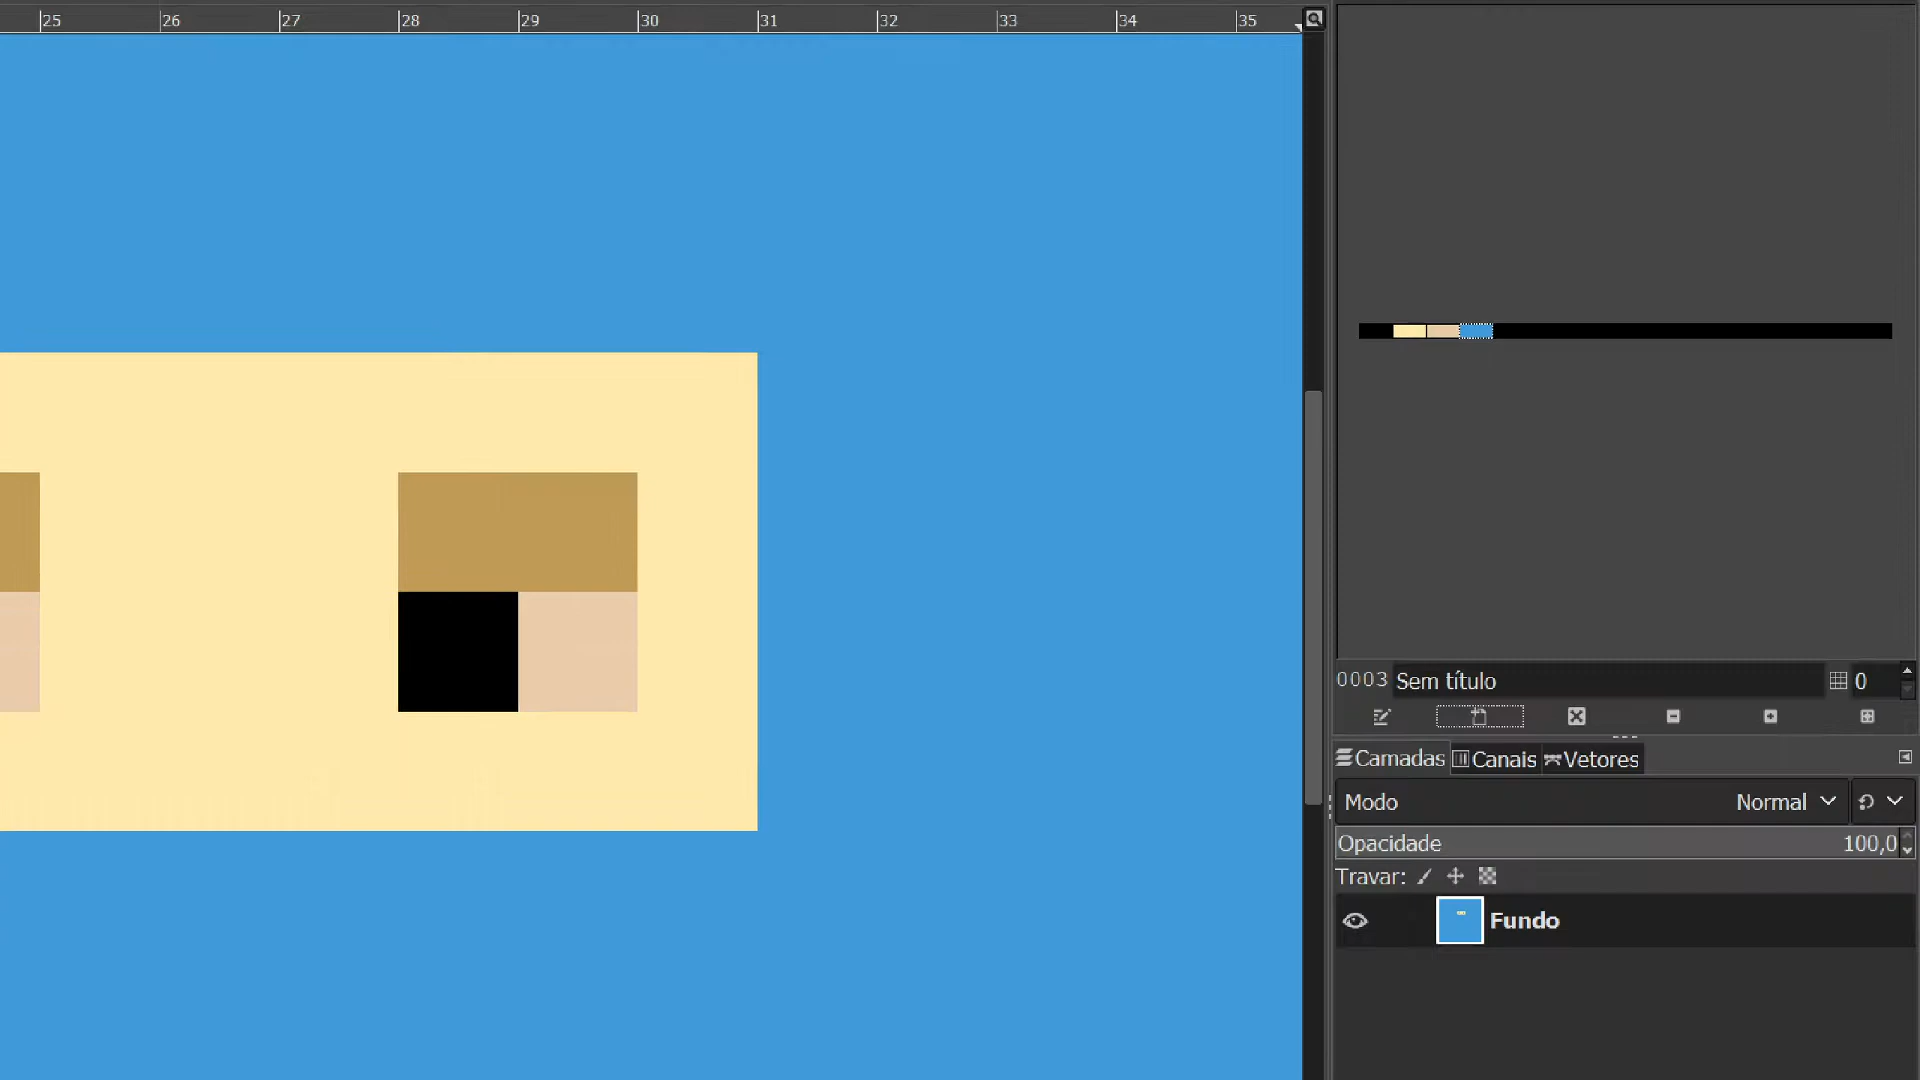 25 26 27 28 29 30 31 32 33 34 35
0003 Sem título 0
Camadas Canais Vetores
Modo Normal
Opacidade 100,0
Travar:
Fundo